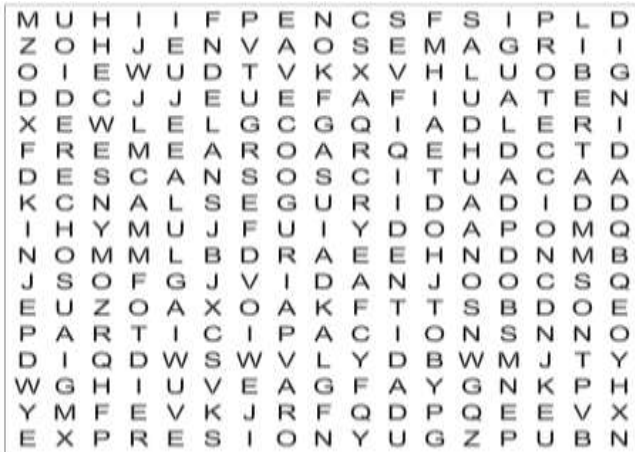 M U H I I F P E N C S F S I P L D
Z O H J E N V A O S E M A G R I I
O I E W U D T V K X V H L U O B G
D D C J J E U E F A F I U A T E N
X E W L E L G C G Q I A D L E R I
F R E M E A R O A R Q E H D C T D
D E S C A N S O S C I T U A C A A
K C N A L S E G U R I D A D I D D
I H Y M U J F U I Y D O A P O M Q
N O M M L B D R A E E H N D N M B
J S O F G J V I D A N J O O C S Q
E U Z O A X O A K F T T S B D O E
P A R T I C I P A C I O N S N N O
D I Q D W S W V L Y D B W M J T Y
W G H I U V E A G F A Y G N K P H
Y M F E V K J R F Q D P Q E E V X
E X P R E S I O N Y U G Z P U B N